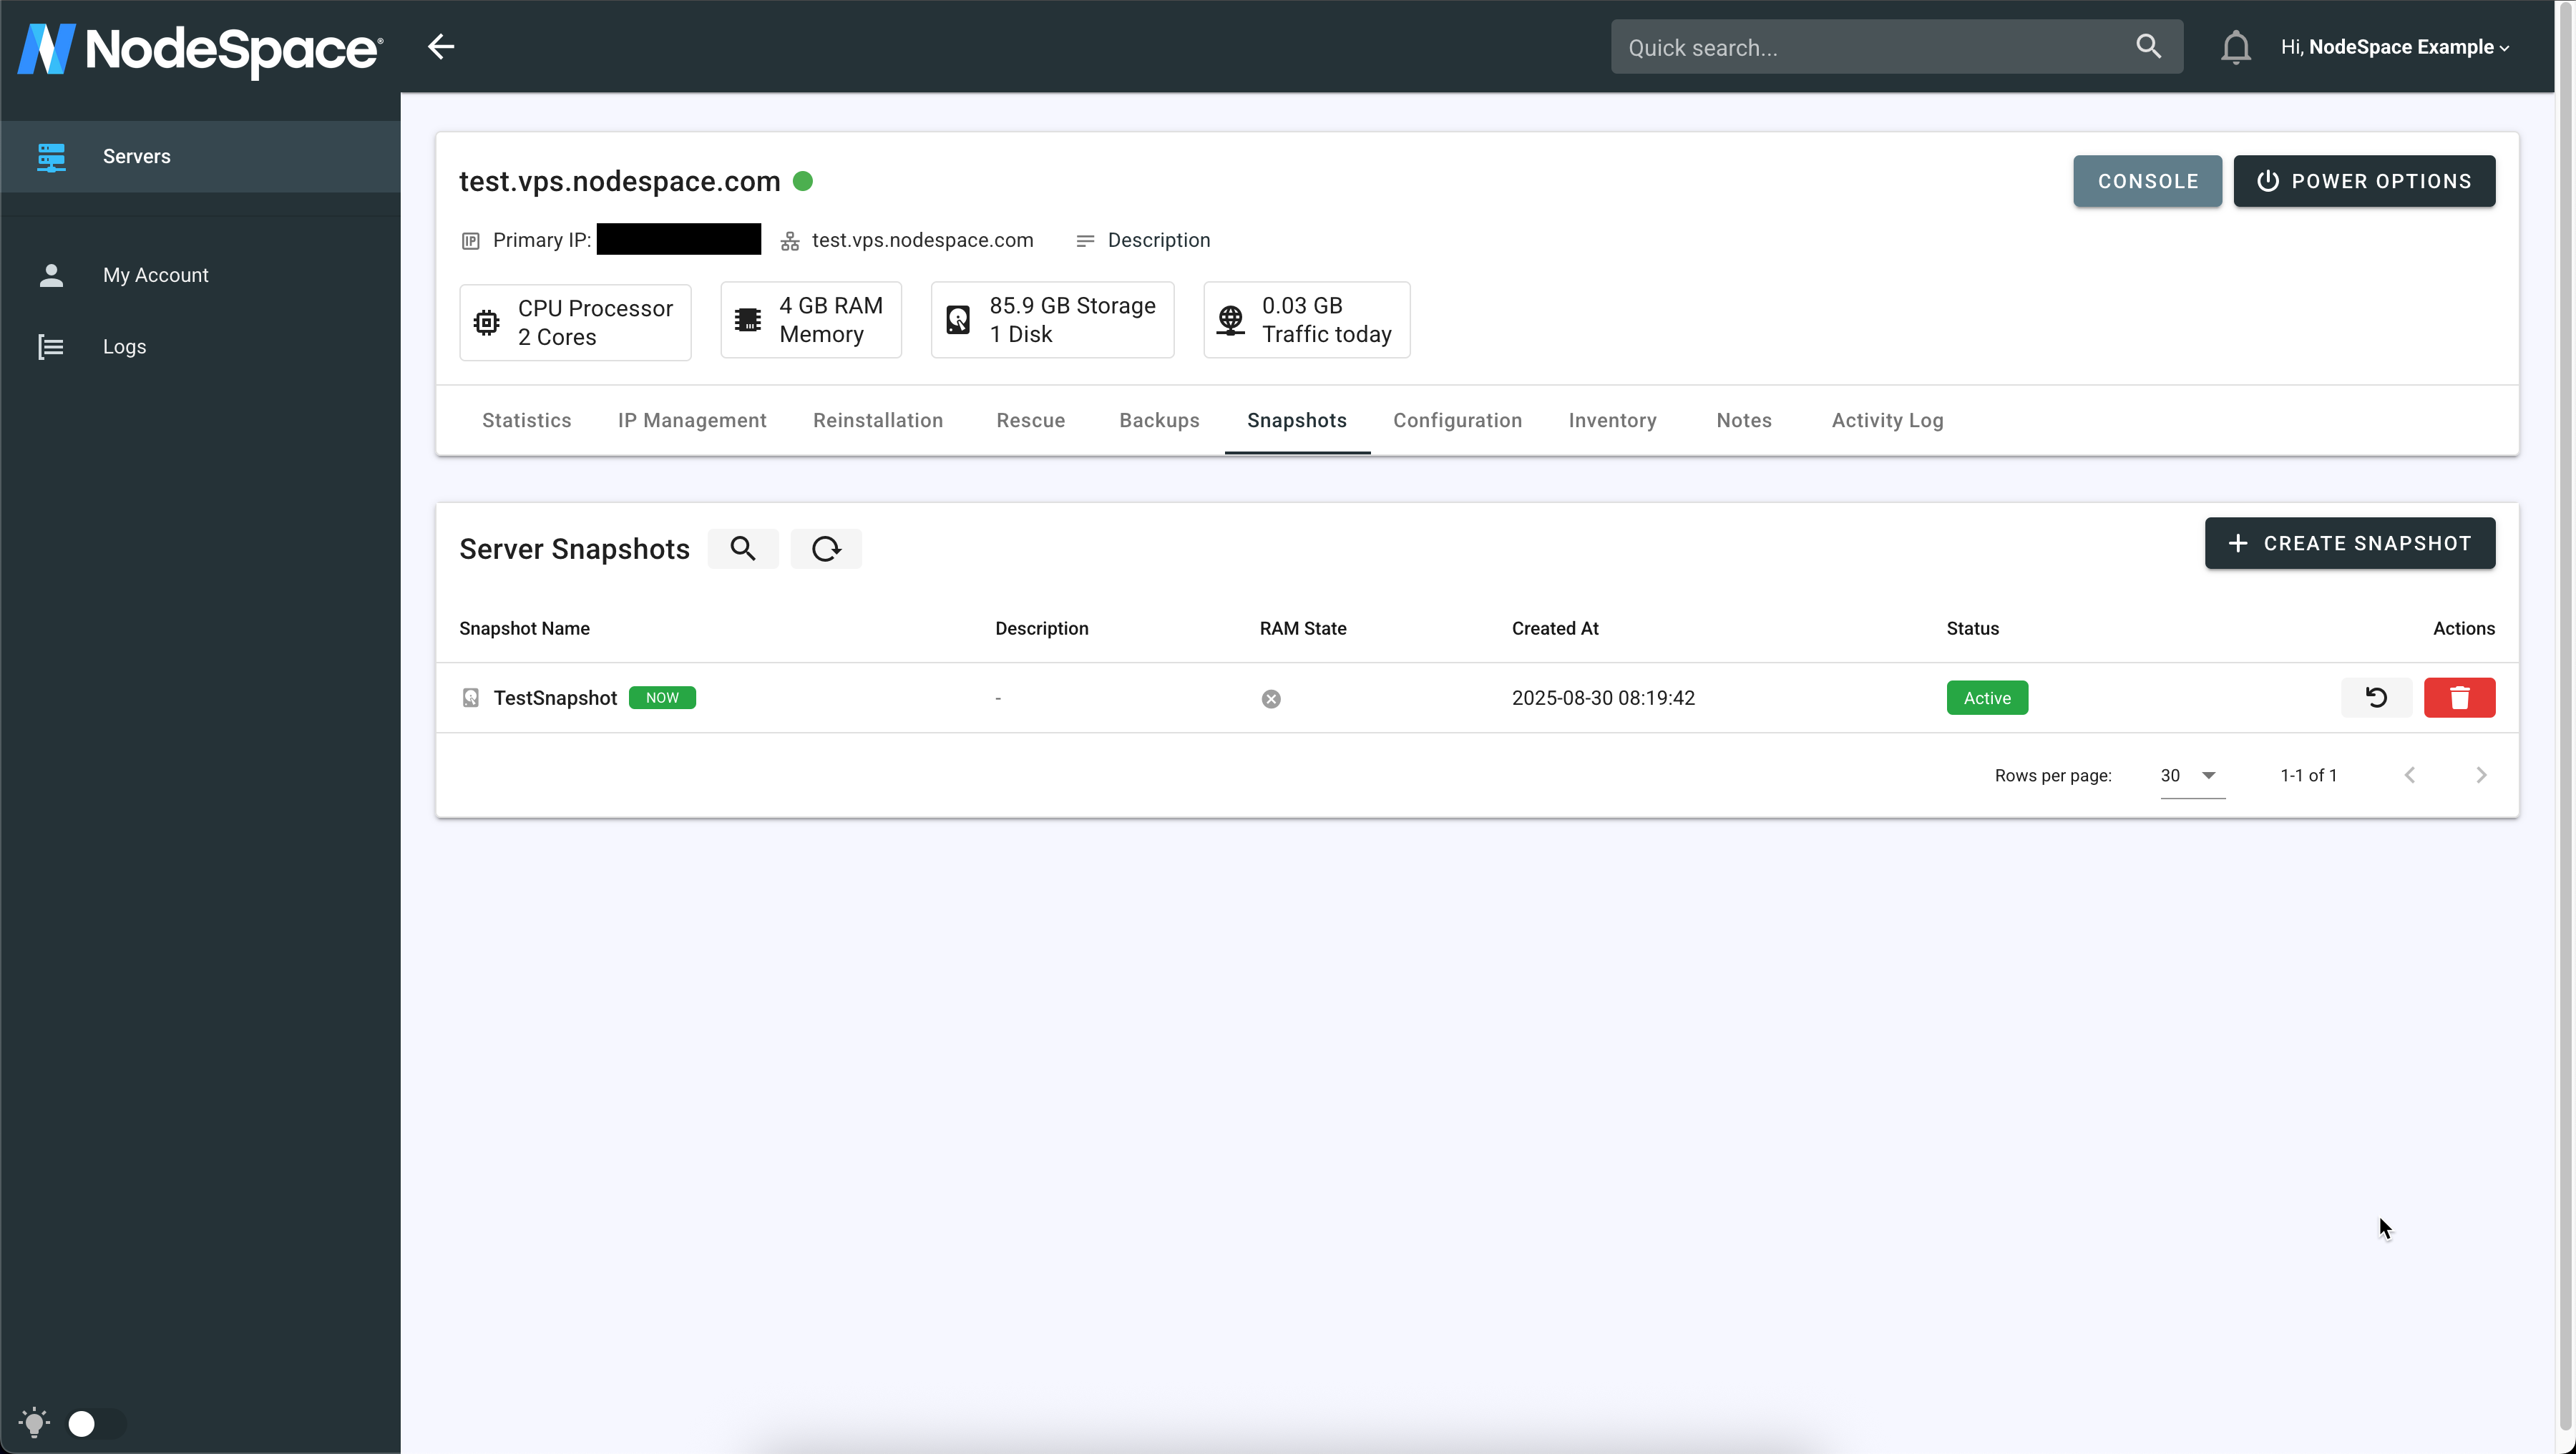 NodeSpace®
Quick search...
Hi, NodeSpace Example
Servers
My Account
Logs
test.vps.nodespace.com
CONSOLE
POWER OPTIONS
IP Primary IP: test.vps.nodespace.com Description
CPU Processor
2 Cores
4 GB RAM
Memory
85.9 GB Storage
1 Disk
0.03 GB
Traffic today
Statistics IP Management Reinstallation Rescue Backups Snapshots Configuration Inventory Notes Activity Log
Server Snapshots
+ CREATE SNAPSHOT
Snapshot Name Description RAM State Created At Status Actions
TestSnapshot NOW - 2025-08-30 08:19:42 Active
Rows per page: 30 1-1 of 1